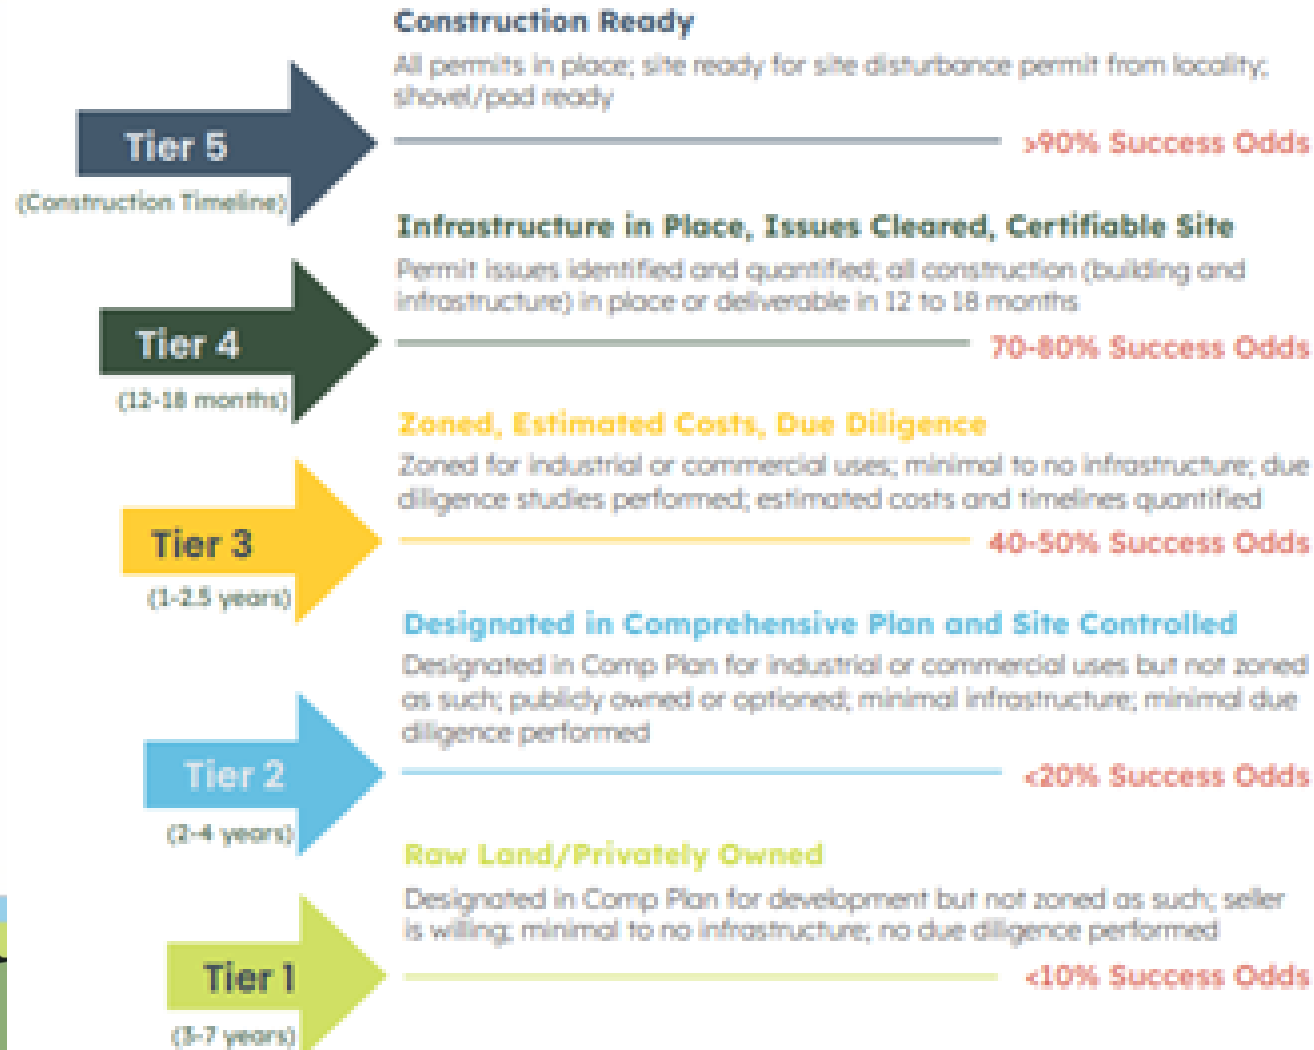 Construction Ready
All permits in place; site ready for site disturbance permit from locality;
shovel/pad ready
Tier 5
>90% Success Odds
(Construction Timeline)
Infrastructure in Place, Issues Cleared, Certifiable Site
Permit issues identified and quantified; all construction (building and
infrastructure) in place or deliverable in 12 to 18 months
Tier 4
70-80% Success Odds
(12-18 months)
Zoned, Estimated Costs, Due Diligence
Zoned for industrial or commercial uses; minimal to no infrastructure; due
diligence studies performed; estimated costs and timelines quantified
Tier 3
40-50% Success Odds
(1-2.5 years)
Designated in Comprehensive Plan and Site Controlled
Designated in Comp Plan for industrial or commercial uses but not zoned
as such; publicly owned or optioned; minimal infrastructure; minimal due
diligence performed
Tier 2
<20% Success Odds
(2-4 years)
Raw Land/Privately Owned
Designated in Comp Plan for development but not zoned as such; seller
is willing; minimal to no infrastructure; no due diligence performed
Tier 1
<10% Success Odds
(3-7 years)